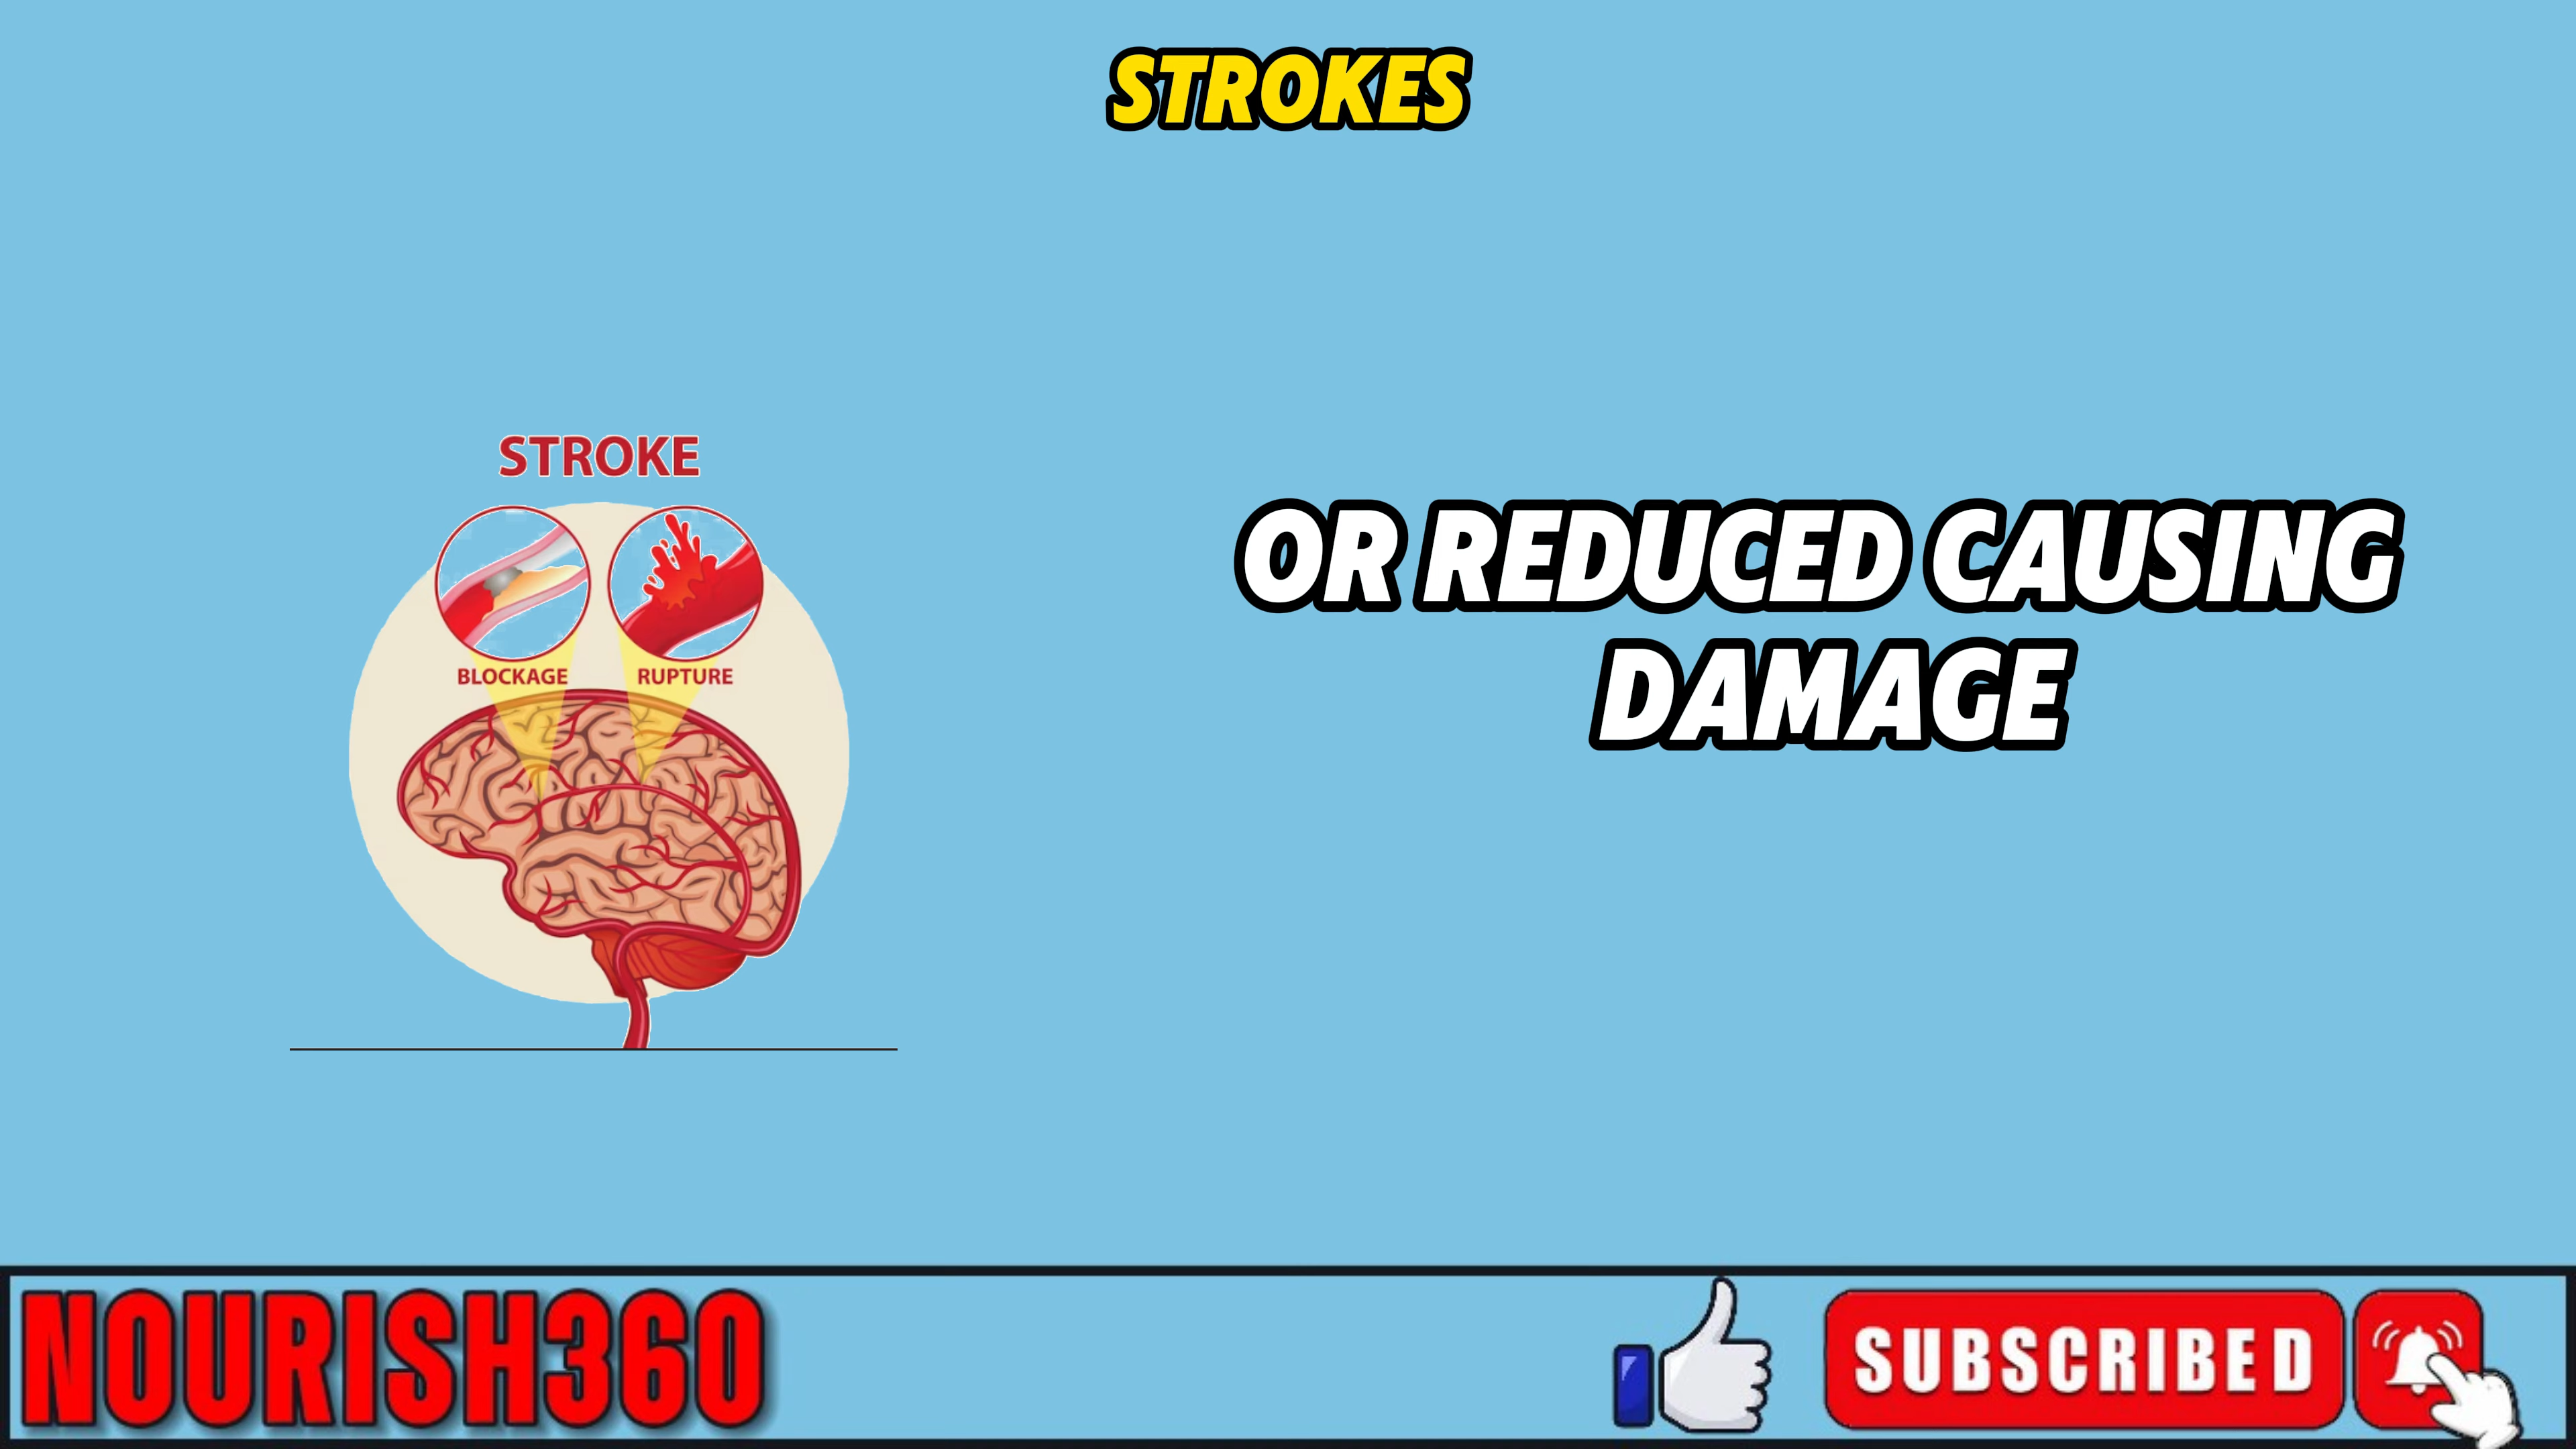 STROKES
STROKE
BLOCKAGE RUPTURE
OR REDUCED CAUSING
DAMAGE
NOURISH360
SUBSCRIBED